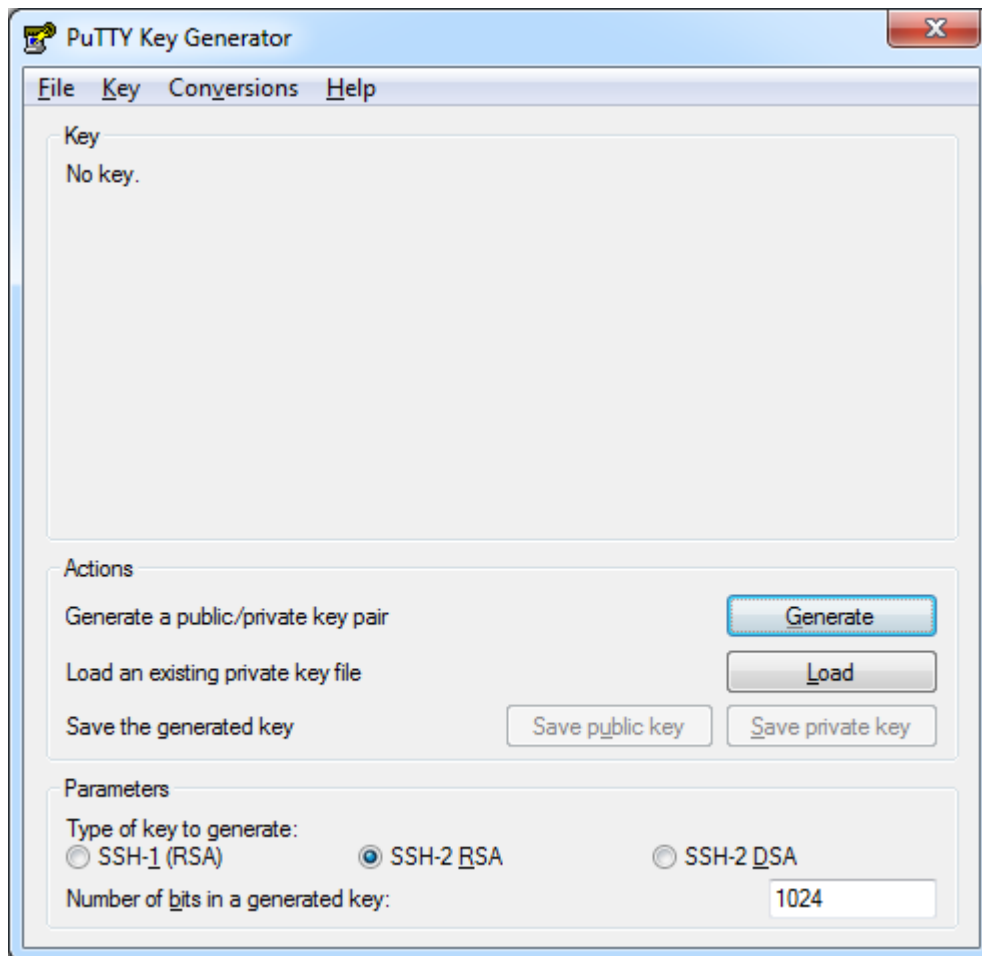 PuTTY Key Generator
File Key Conversions Help
Key
No key.
Actions
Generate a public/private key pair Generate
Load an existing private key file Load
Save the generated key Save public key Save private key
Parameters
Type of key to generate:
SSH-1 (RSA) SSH-2 RSA SSH-2 DSA
Number of bits in a generated key: 1024